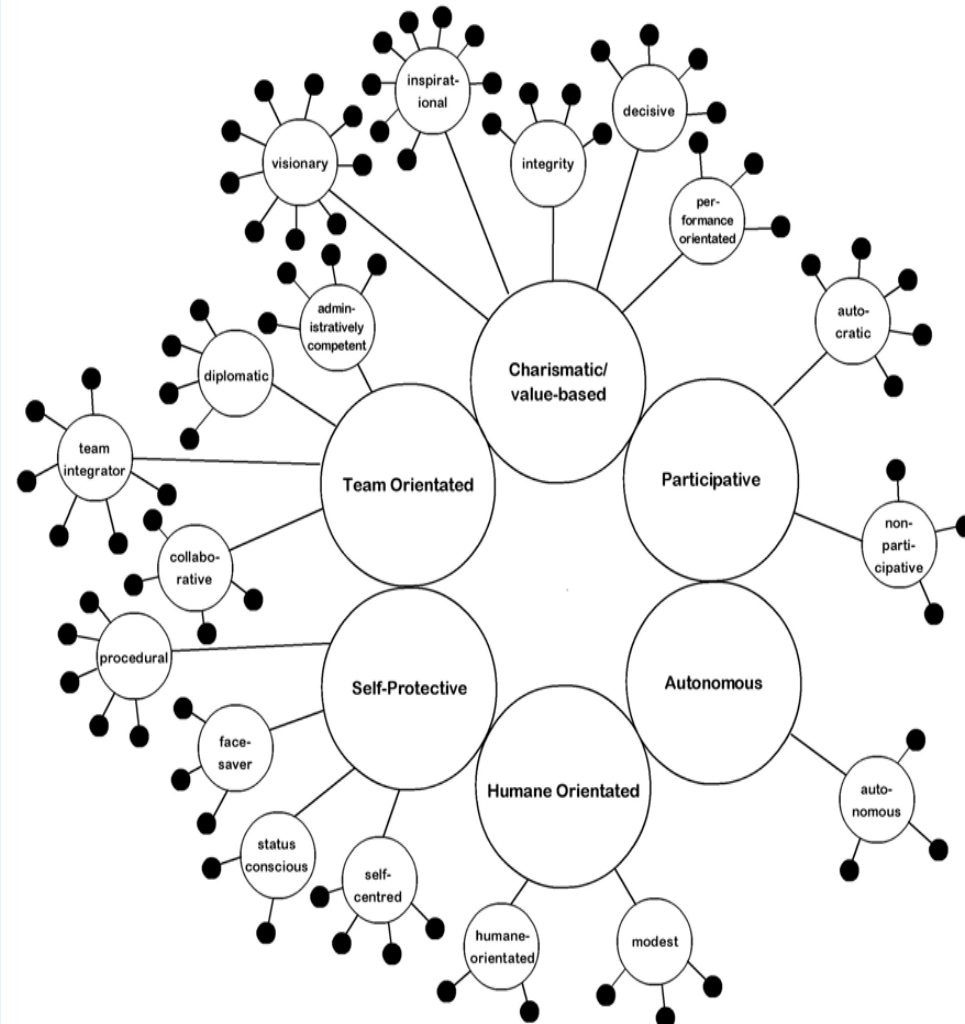 inspirat-
ional
decisive
visionary
integrity
per-
formance
orientated
admin-
istratively
competent
auto-
cratic
diplomatic
Charismatic/
value-based
team
integrator
Team Orientated
Participative
non-
parti-
cipative
collabo-
rative
procedural
Self-Protective
Autonomous
face-
saver
Humane Orientated
auto-
nomous
status
conscious
self-
centred
humane-
orientated
modest